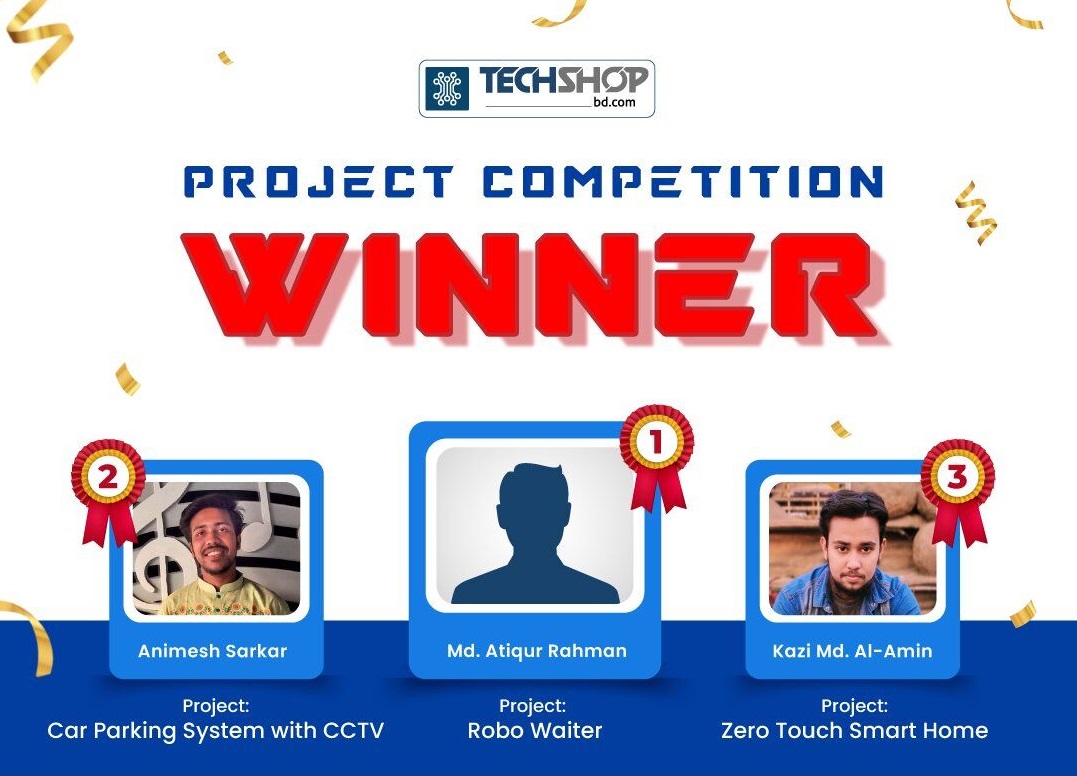 TECHSHOP
bd.com
PROJECT COMPETITION
WINNER
2
1
3
Animesh Sarkar
Md. Atiqur Rahman
Kazi Md. Al-Amin
Project:
Car Parking System with CCTV
Project:
Robo Waiter
Project:
Zero Touch Smart Home